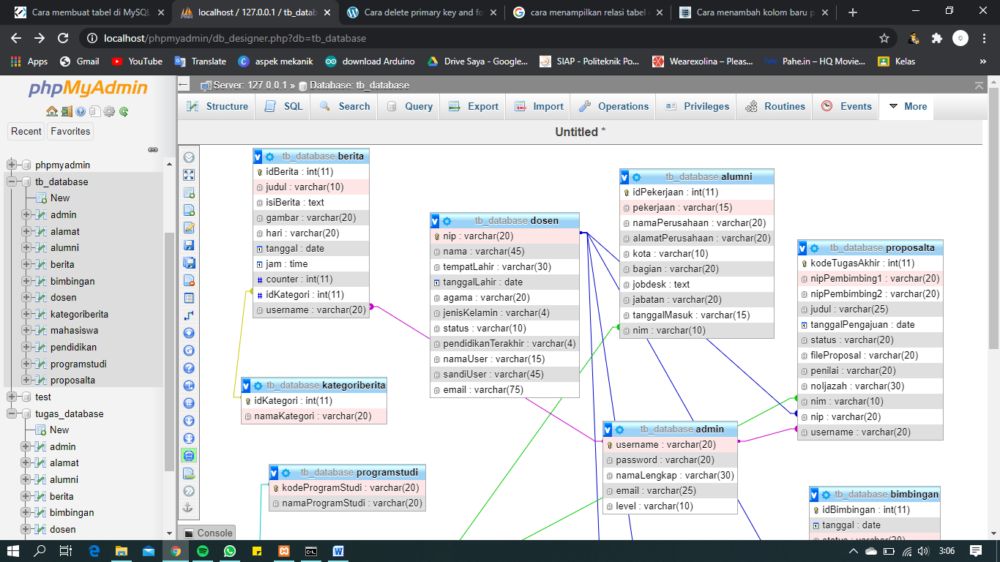 Cara membuat tabel di MySQL
localhost / 127.0.0.1 / tb_datab
Cara delete primary key and fo
cara menampilkan relasi tabel
Cara menambah kolom baru p
localhost/phpmyadmin/db_designer.php?db=tb_database
Apps
Gmail
YouTube
Translate
aspek mekanik
download Arduino
Drive Saya - Google...
SIAP - Politeknik Po...
Wearexolina – Pleas...
Pahe.in – HQ Movie...
Kelas
phpMyAdmin
Recent
Favorites
phpmyadmin
tb_database
New
admin
alamat
alumni
berita
bimbingan
dosen
kategoriberita
mahasiswa
pendidikan
programstudi
proposalta
test
tugas_database
New
admin
alamat
alumni
berita
bimbingan
dosen
Server: 127.0.0.1 » Database: tb_database
Structure
SQL
Search
Query
Export
Import
Operations
Privileges
Routines
Events
More
Untitled *
tb_database berita
idBerita : int(11)
judul : varchar(10)
isiBerita : text
gambar : varchar(20)
hari : varchar(20)
tanggal : date
jam : time
counter : int(11)
idKategori : int(11)
username : varchar(20)
tb_database kategoriberita
idKategori : int(11)
namaKategori : varchar(20)
tb_database programstudi
kodeProgramStudi : varchar(20)
namaProgramStudi : varchar(20)
tb_database dosen
nip : varchar(20)
nama : varchar(45)
tempatLahir : varchar(30)
tanggalLahir : date
agama : varchar(20)
jenisKelamin : varchar(4)
status : varchar(10)
pendidikanTerakhir : varchar(4)
namaUser : varchar(15)
sandiUser : varchar(45)
email : varchar(75)
tb_database alumni
idPekerjaan : int(11)
pekerjaan : varchar(15)
namaPerusahaan : varchar(20)
alamatPerusahaan : varchar(20)
kota : varchar(10)
bagian : varchar(20)
jobdesk : text
jabatan : varchar(20)
tanggalMasuk : varchar(15)
nim : varchar(10)
tb_database admin
username : varchar(20)
password : varchar(20)
namaLengkap : varchar(30)
email : varchar(25)
level : varchar(10)
tb_database proposalta
kodeTugasAkhir : int(11)
nipPembimbing1 : varchar(20)
nipPembimbing2 : varchar(20)
judul : varchar(25)
tanggalPengajuan : date
status : varchar(20)
fileProposal : varchar(20)
penilai : varchar(20)
noIjazah : varchar(30)
nim : varchar(10)
nip : varchar(20)
username : varchar(20)
tb_database bimbingan
idBimbingan : int(11)
tanggal : date
Console
3:06